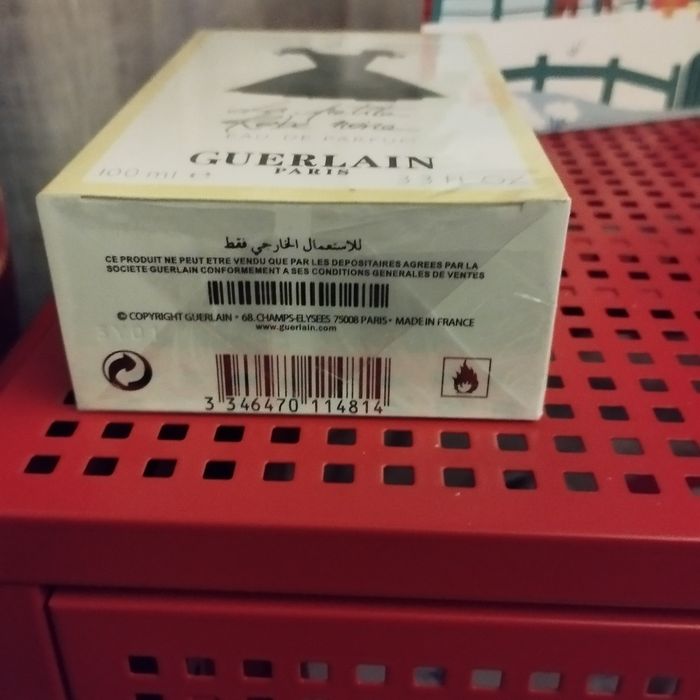 La petite
Robe noire
EAU DE PARFUM
GUERLAIN
PARIS
100 ml e 3.3 FL.OZ
للاستعمال الخارجي فقط
CE PRODUIT NE PEUT ETRE VENDU QUE PAR LES DEPOSITAIRES AGREES PAR LA
SOCIETE GUERLAIN CONFORMEMENT A SES CONDITIONS GENERALES DE VENTES
© COPYRIGHT GUERLAIN • 68, CHAMPS-ELYSEES 75008 PARIS • MADE IN FRANCE
www.guerlain.com
3 346470 114814